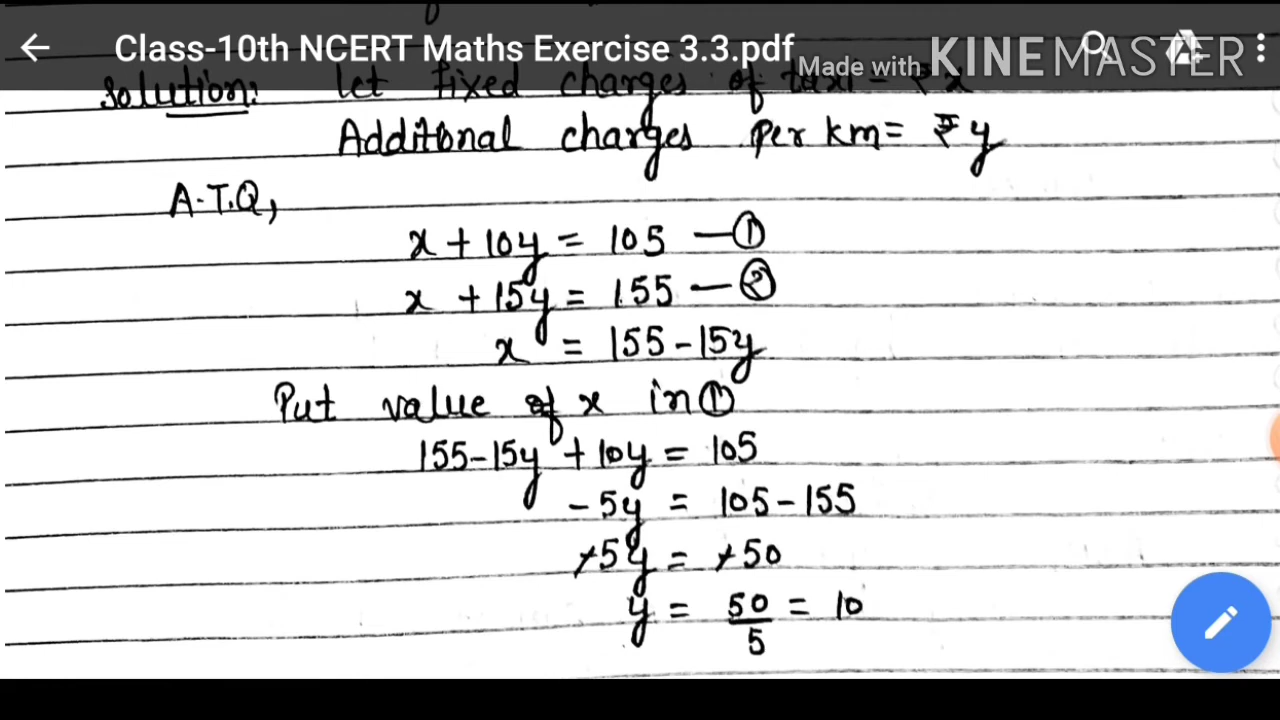 Class-10th NCERT Maths Exercise 3.3.pdf
Made with KINEMASTER
Solution: Let fixed charges of taxi = ₹ x
Additonal charges per km = ₹ y
A.T.Q,
x + 10y = 105 — ①
x + 15y = 155 — ②
x = 155 - 15y
Put value of x in ①
155 - 15y + 10y = 105
- 5y = 105 - 155
-5y = -50
y = 50/5 = 10